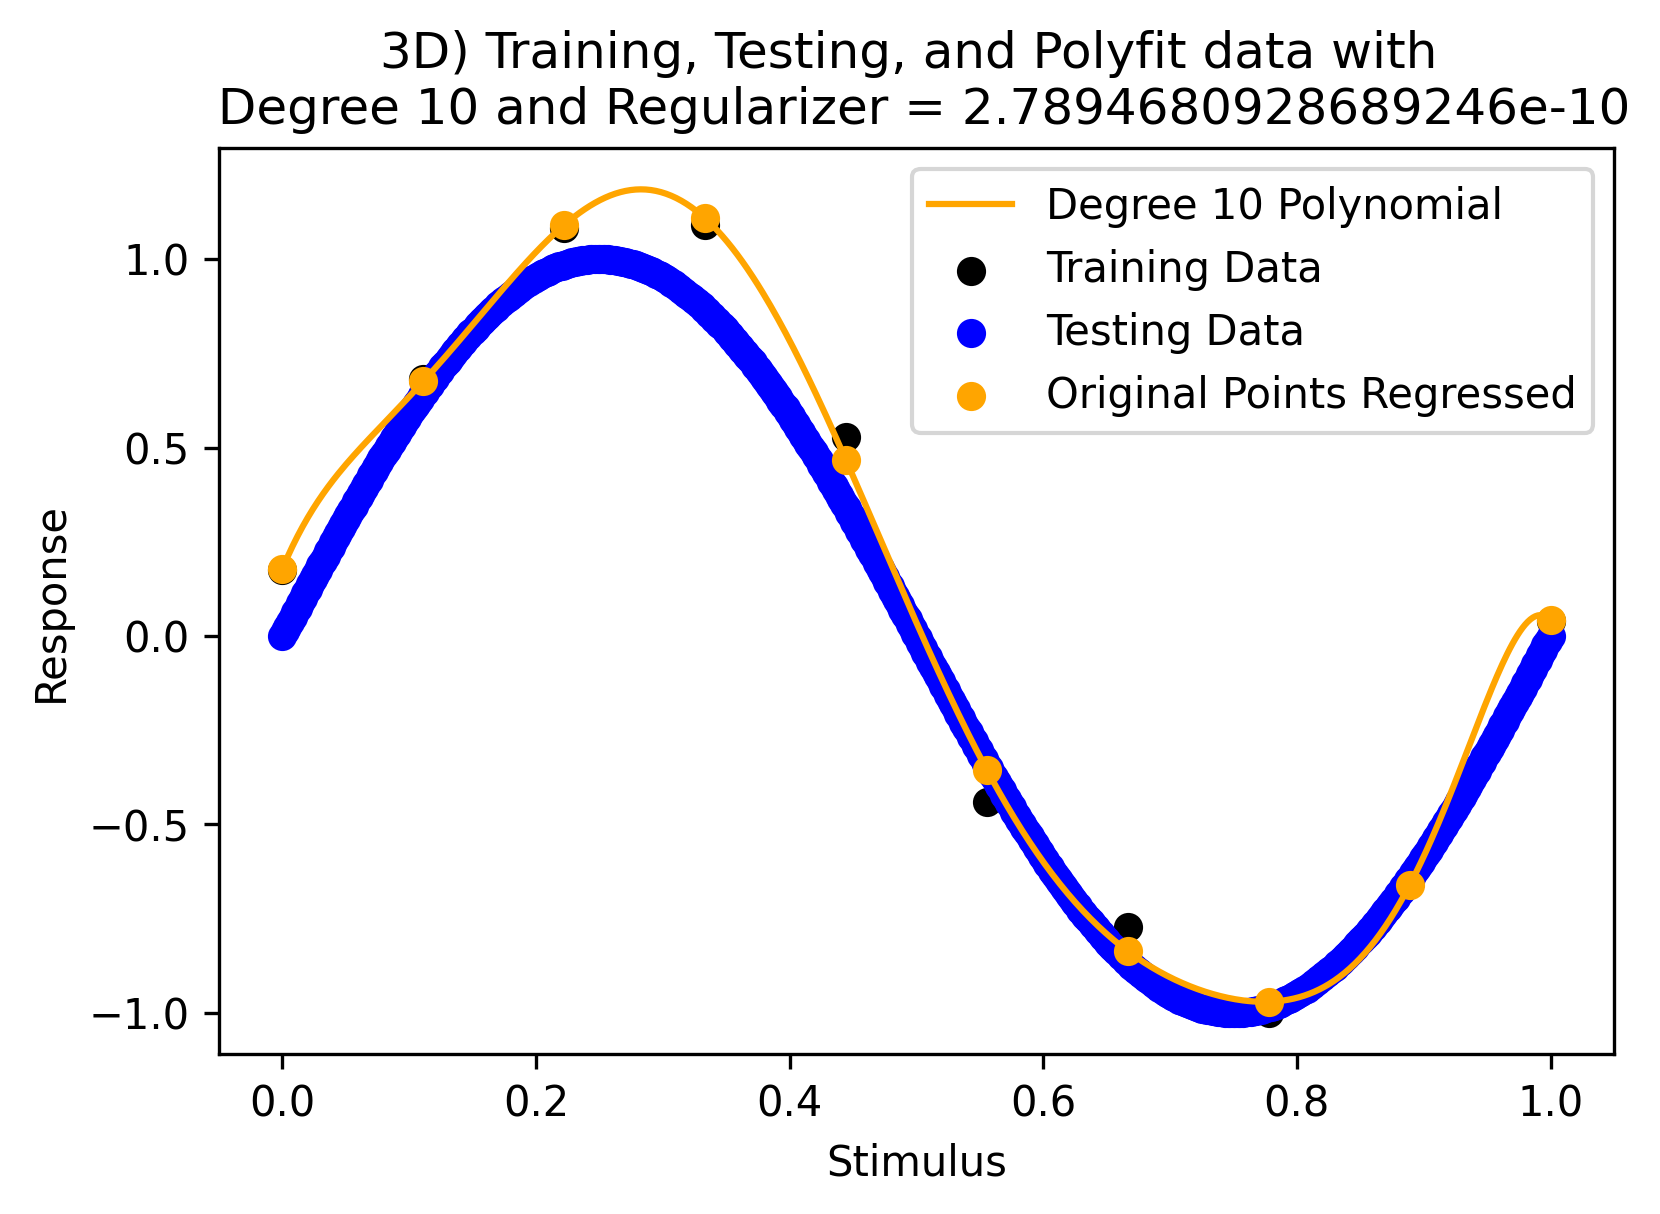 3D) Training, Testing, and Polyfit data with
Degree 10 and Regularizer = 2.7894680928689246e-10
Degree 10 Polynomial
Training Data
Testing Data
Original Points Regressed
1.0
0.5
0.0
−0.5
−1.0
Response
0.0 0.2 0.4 0.6 0.8 1.0
Stimulus